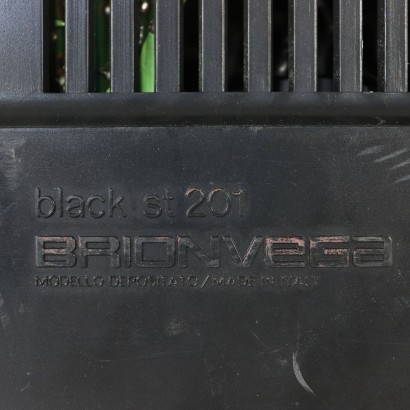 black st 201
BRIONVEGA
MODELLO DEPOSITATO / MADE IN ITALY